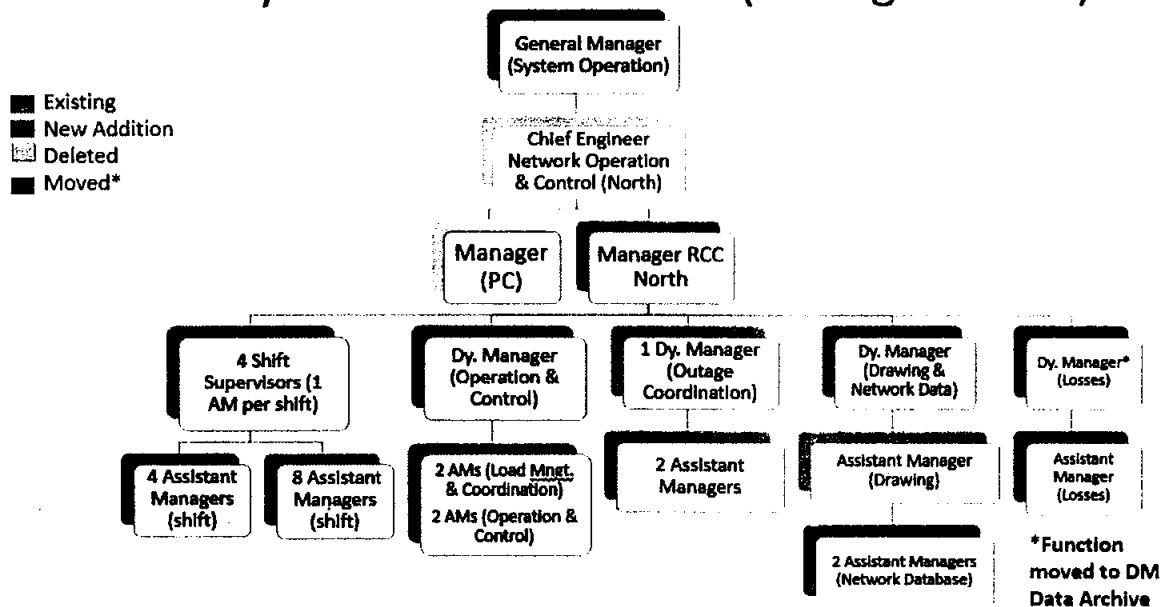 General Manager
(System Operation)
Existing
New Addition
Deleted
Moved*
Chief Engineer
Network Operation
& Control (North)
Manager
(PC)
Manager RCC
North
4 Shift
Supervisors (1
AM per shift)
Dy. Manager
(Operation &
Control)
1 Dy. Manager
(Outage
Coordination)
Dy. Manager
(Drawing &
Network Data)
Dy. Manager*
(Losses)
4 Assistant
Managers
(shift)
8 Assistant
Managers
(shift)
2 AMs (Load Mngt.
& Coordination)
2 AMs (Operation &
Control)
2 Assistant
Managers
Assistant Manager
(Drawing)
Assistant
Manager
(Losses)
2 Assistant Managers
(Network Database)
*Function
moved to DM
Data Archive